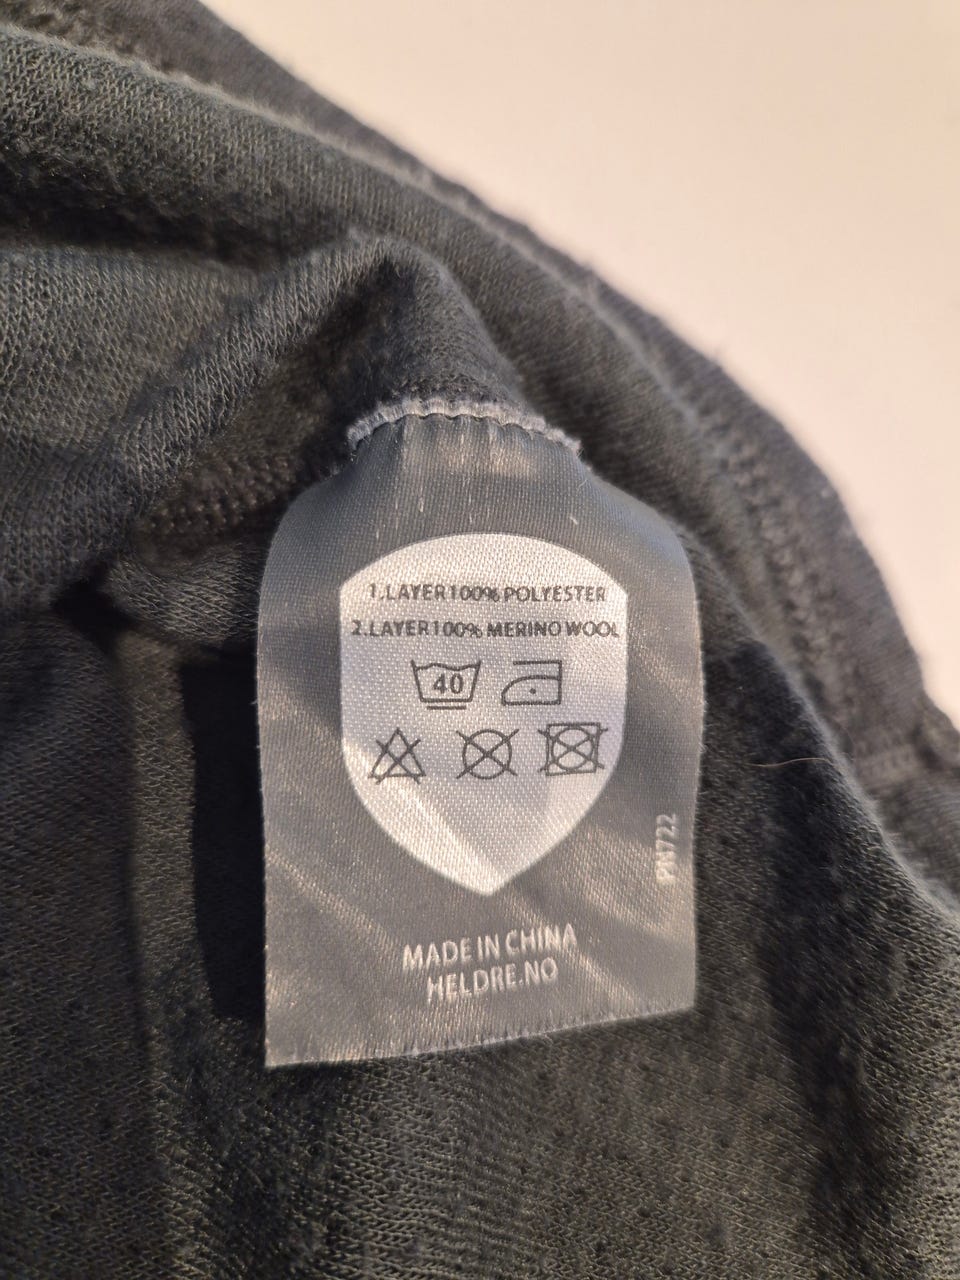 1.LAYER100% POLYESTER
2.LAYER100% MERINO WOOL
40
PN722
MADE IN CHINA
HELDRE.NO